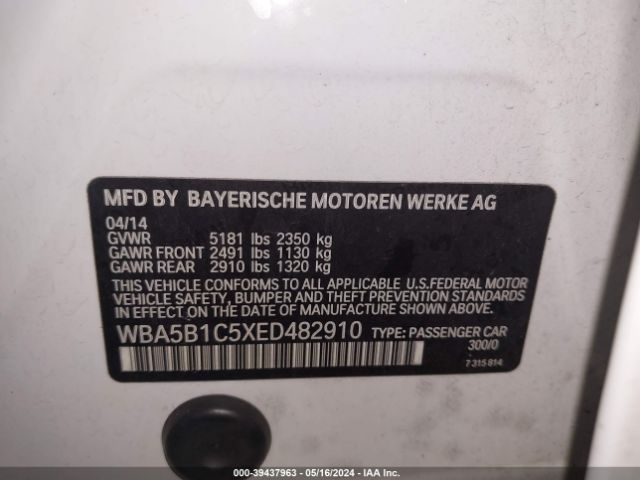 MFD BY BAYERISCHE MOTOREN WERKE AG
04/14
GVWR 5181 lbs 2350 kg
GAWR FRONT 2491 lbs 1130 kg
GAWR REAR 2910 lbs 1320 kg
THIS VEHICLE CONFORMS TO ALL APPLICABLE U.S.FEDERAL MOTOR
VEHICLE SAFETY, BUMPER AND THEFT PREVENTION STANDARDS
IN EFFECT ON THE DATE OF MANUFACTURE SHOWN ABOVE.
WBA5B1C5XED482910 TYPE: PASSENGER CAR
300/0
7315814
000-39437963 - 05/16/2024 - IAA Inc.